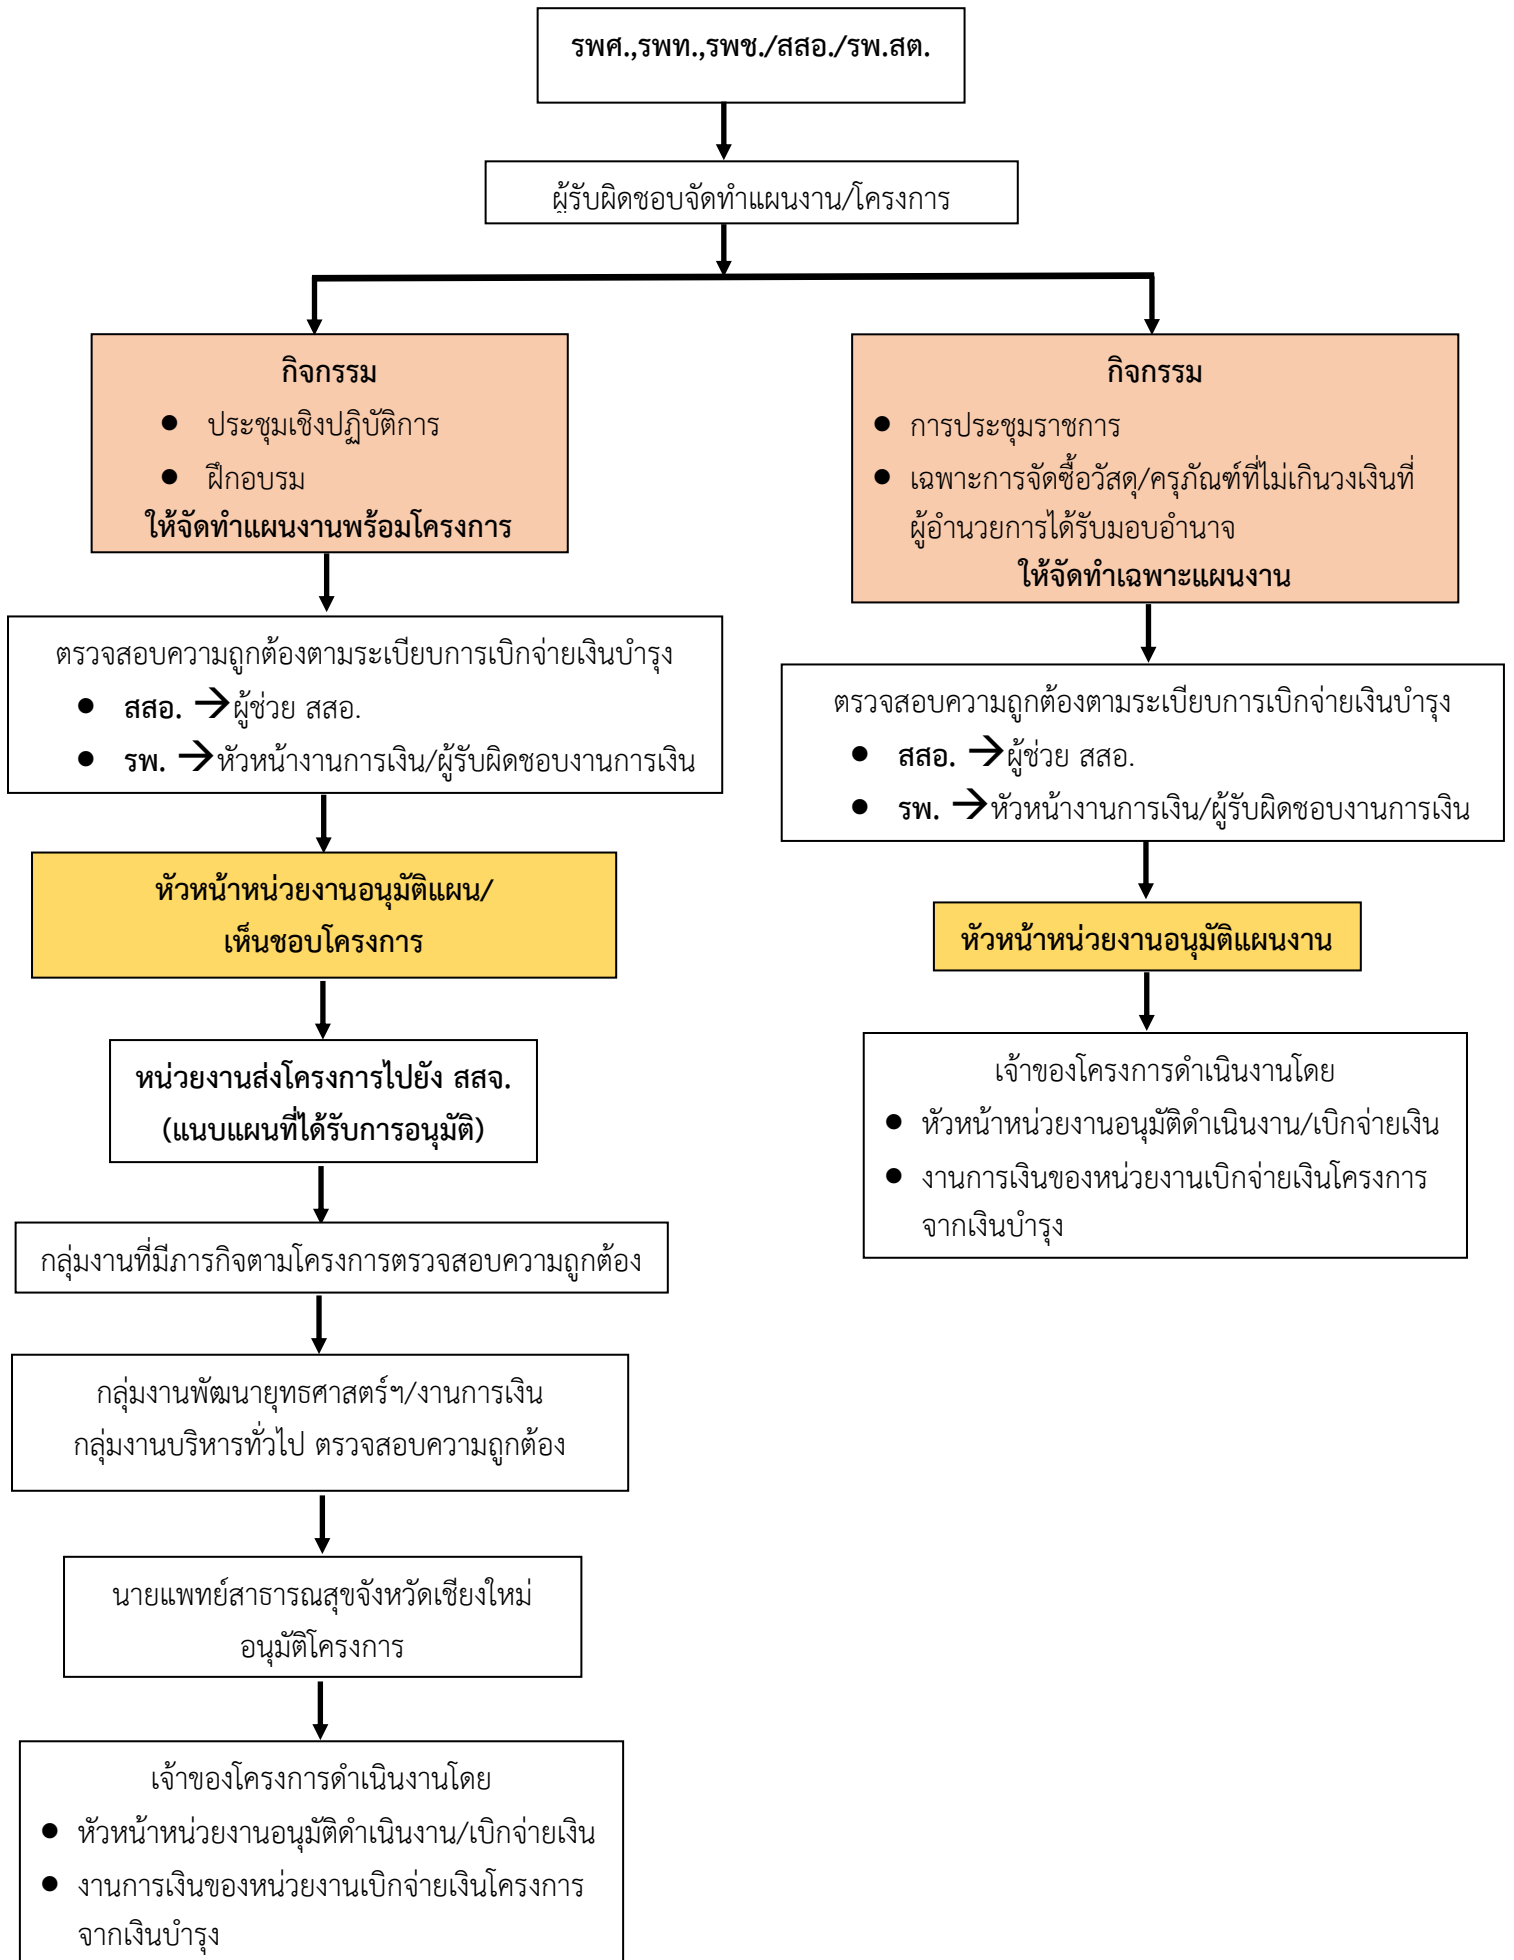 รพศ.,รพท.,รพช./สสอ./รพ.สต.
ผู้รับผิดชอบจัดทำแผนงาน/โครงการ
กิจกรรม
● ประชุมเชิงปฏิบัติการ
● ฝึกอบรม
ให้จัดทำแผนงานพร้อมโครงการ
ตรวจสอบความถูกต้องตามระเบียบการเบิกจ่ายเงินบำรุง
● สสอ. → ผู้ช่วย สสอ.
● รพ. → หัวหน้างานการเงิน/ผู้รับผิดชอบงานการเงิน
หัวหน้าหน่วยงานอนุมัติแผน/
เห็นชอบโครงการ
หน่วยงานส่งโครงการไปยัง สสจ.
(แนบแผนที่ได้รับการอนุมัติ)
กลุ่มงานที่มีภารกิจตามโครงการตรวจสอบความถูกต้อง
กลุ่มงานพัฒนายุทธศาสตร์ฯ/งานการเงิน
กลุ่มงานบริหารทั่วไป ตรวจสอบความถูกต้อง
นายแพทย์สาธารณสุขจังหวัดเชียงใหม่
อนุมัติโครงการ
เจ้าของโครงการดำเนินงานโดย
● หัวหน้าหน่วยงานอนุมัติดำเนินงาน/เบิกจ่ายเงิน
● งานการเงินของหน่วยงานเบิกจ่ายเงินโครงการ
จากเงินบำรุง
กิจกรรม
● การประชุมราชการ
● เฉพาะการจัดซื้อวัสดุ/ครุภัณฑ์ที่ไม่เกินวงเงินที่
ผู้อำนวยการได้รับมอบอำนาจ
ให้จัดทำเฉพาะแผนงาน
ตรวจสอบความถูกต้องตามระเบียบการเบิกจ่ายเงินบำรุง
● สสอ. → ผู้ช่วย สสอ.
● รพ. → หัวหน้างานการเงิน/ผู้รับผิดชอบงานการเงิน
หัวหน้าหน่วยงานอนุมัติแผนงาน
เจ้าของโครงการดำเนินงานโดย
● หัวหน้าหน่วยงานอนุมัติดำเนินงาน/เบิกจ่ายเงิน
● งานการเงินของหน่วยงานเบิกจ่ายเงินโครงการ
จากเงินบำรุง